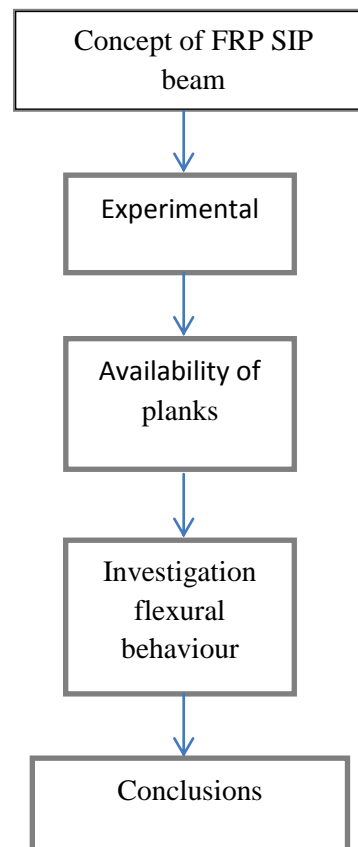 Concept of FRP SIP
beam
Experimental
Availability of
planks
Investigation
flexural
behaviour
Conclusions